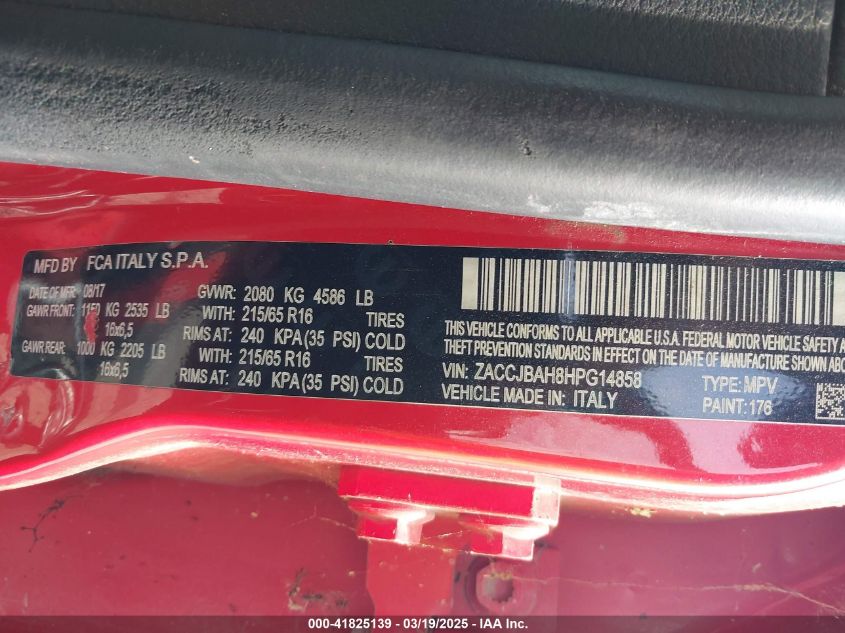 MFD BY FCA ITALY S.P.A.
DATE OF MFR 08/17 GVWR: 2080 KG 4586 LB
GAWR FRONT: 1150 KG 2535 LB WITH: 215/65 R16 TIRES
16x6,5 RIMS AT: 240 KPA(35 PSI) COLD
GAWR REAR: 1000 KG 2205 LB WITH: 215/65 R16 TIRES
16x6,5 RIMS AT: 240 KPA(35 PSI) COLD
THIS VEHICLE CONFORMS TO ALL APPLICABLE U.S.A. FEDERAL MOTOR VEHICLE SAFETY A
THEFT PREVENTION STANDARDS IN EFFECT ON THE DATE OF MANUFACTURE SHOWN ABOVE.
VIN: ZACCJBAH8HPG14858 TYPE: MPV
VEHICLE MADE IN: ITALY PAINT: 176
000-41825139 - 03/19/2025 - IAA Inc.